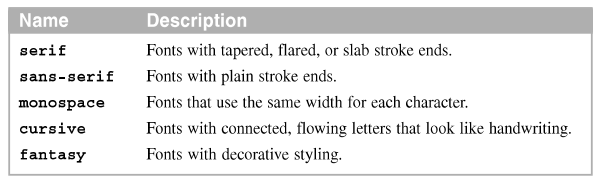 Name Description
serif Fonts with tapered, flared, or slab stroke ends.
sans-serif Fonts with plain stroke ends.
monospace Fonts that use the same width for each character.
cursive Fonts with connected, flowing letters that look like handwriting.
fantasy Fonts with decorative styling.